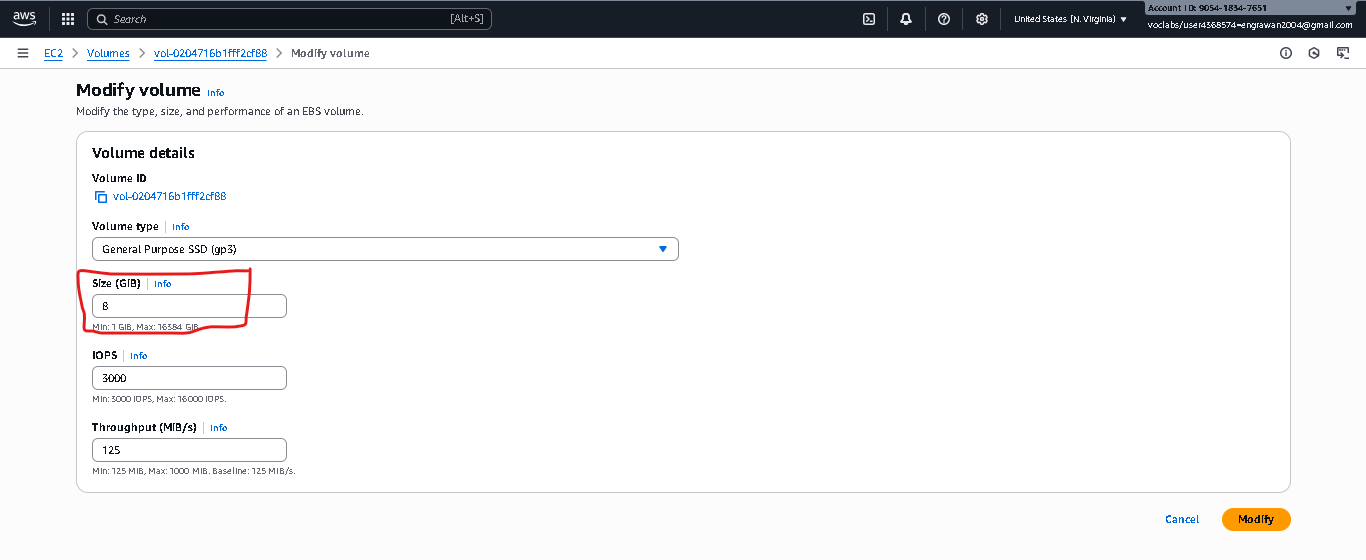 aws
Search [Alt+S]
United States (N. Virginia)
Account ID: 9054-1834-7651
voclabs/user4368574=engrawan2004@gmail.com
EC2 > Volumes > vol-0204716b1fff2cf88 > Modify volume
Modify volume Info
Modify the type, size, and performance of an EBS volume.
Volume details
Volume ID
vol-0204716b1fff2cf88
Volume type | Info
General Purpose SSD (gp3)
Size (GiB) | Info
8
Min: 1 GiB, Max: 16384 GiB.
IOPS | Info
3000
Min: 3000 IOPS, Max: 16000 IOPS.
Throughput (MiB/s) | Info
125
Min: 125 MiB, Max: 1000 MiB. Baseline: 125 MiB/s.
Cancel Modify